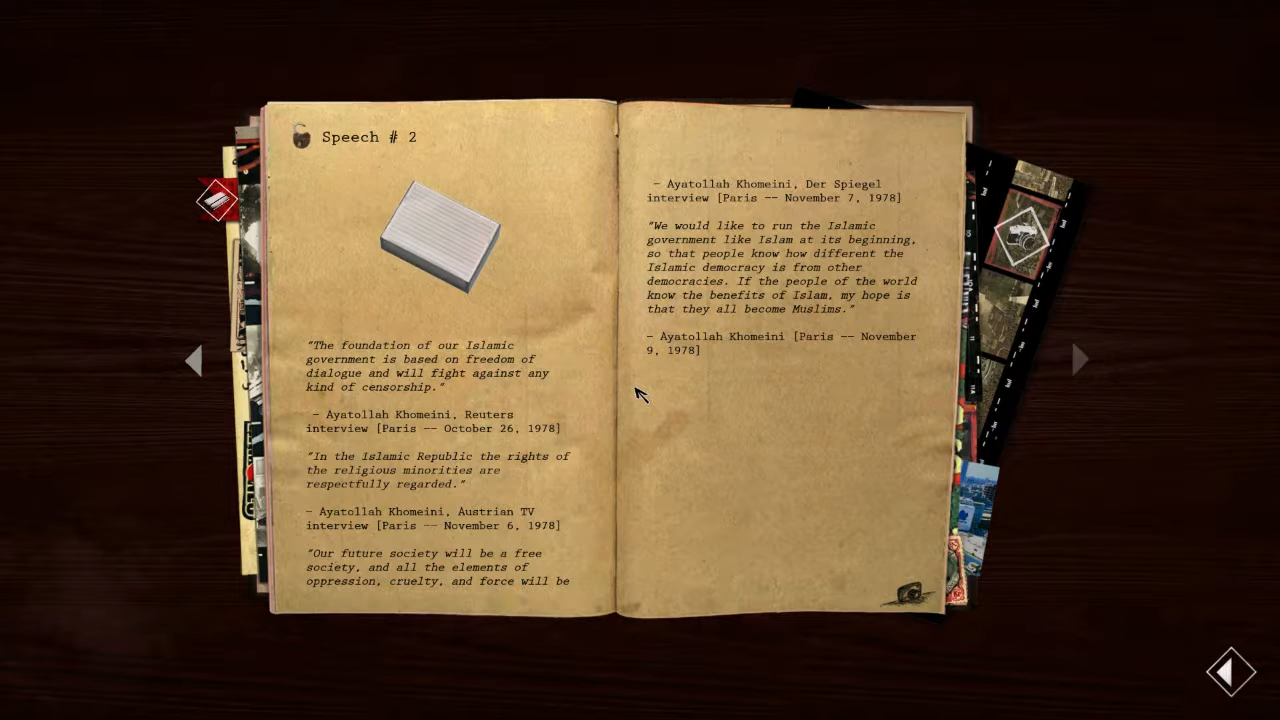 Speech # 2
"The foundation of our Islamic
government is based on freedom of
dialogue and will fight against any
kind of censorship."
— Ayatollah Khomeini, Reuters
interview [Paris –– October 26, 1978]
"In the Islamic Republic the rights of
the religious minorities are
respectfully regarded."
— Ayatollah Khomeini, Austrian TV
interview [Paris –– November 6, 1978]
"Our future society will be a free
society, and all the elements of
oppression, cruelty, and force will be
— Ayatollah Khomeini, Der Spiegel
interview [Paris –– November 7, 1978]
"We would like to run the Islamic
government like Islam at its beginning,
so that people know how different the
Islamic democracy is from other
democracies. If the people of the world
know the benefits of Islam, my hope is
that they all become Muslims."
— Ayatollah Khomeini [Paris –– November
9, 1978]